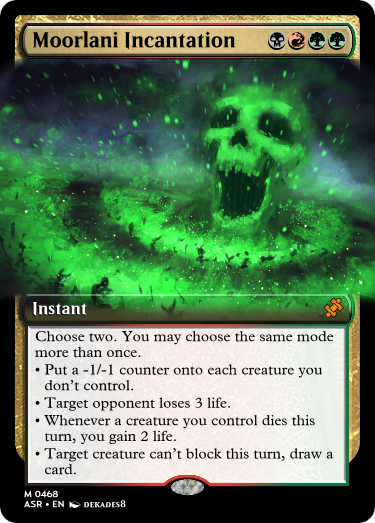 Moorlani Incantation
Instant
Choose two. You may choose the same mode
more than once.
• Put a -1/-1 counter onto each creature you
don't control.
• Target opponent loses 3 life.
• Whenever a creature you control dies this
turn, you gain 2 life.
• Target creature can't block this turn, draw a
card.
M 0468
ASR • EN DEKADES8